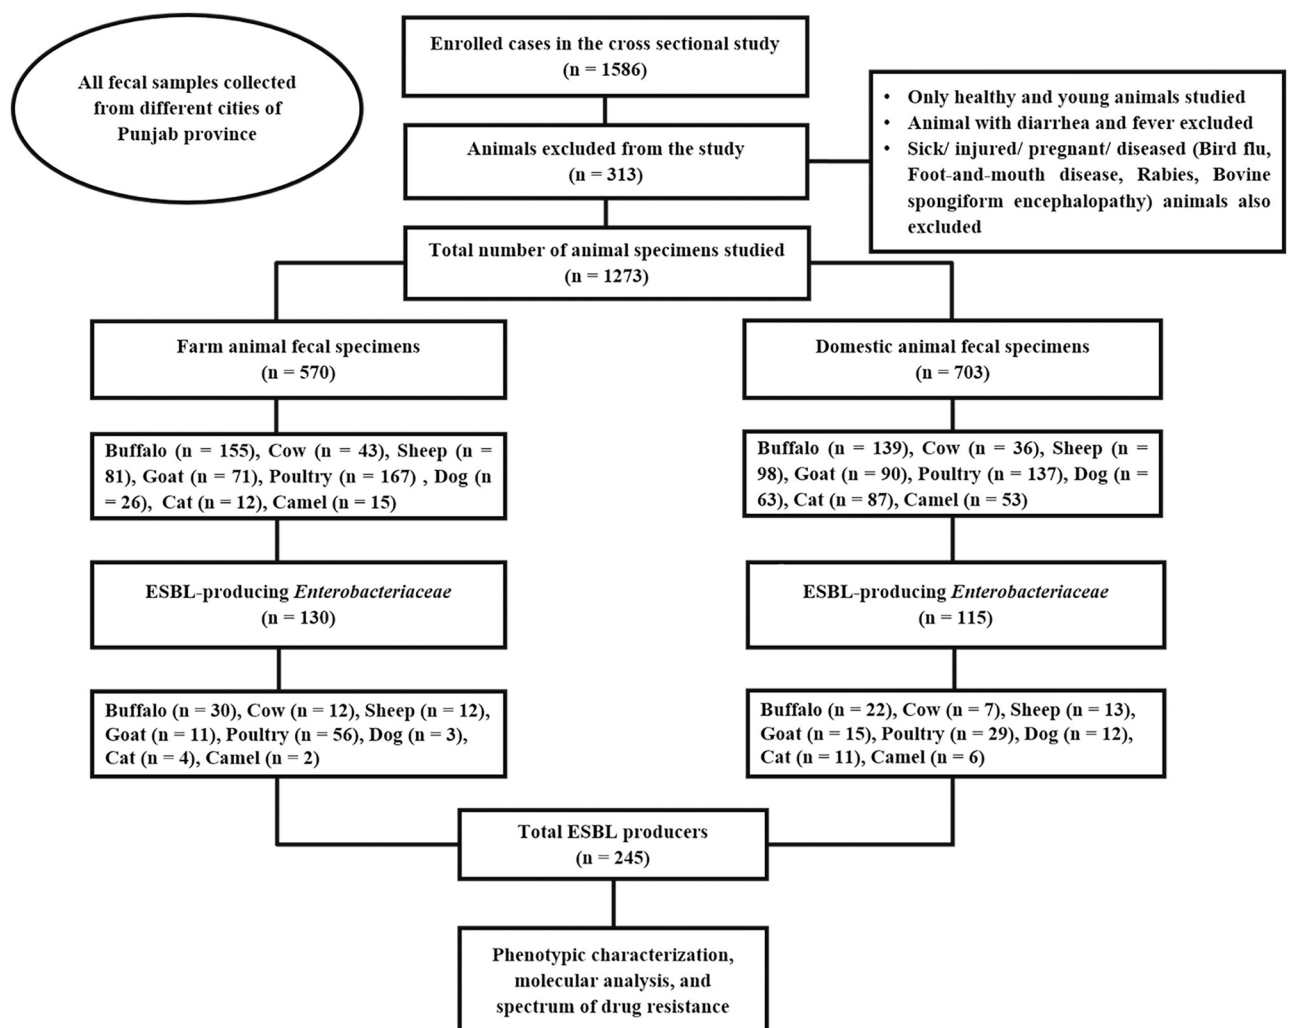 All fecal samples collected
from different cities of
Punjab province
Enrolled cases in the cross sectional study
(n = 1586)
Animals excluded from the study
(n = 313)
• Only healthy and young animals studied
• Animal with diarrhea and fever excluded
• Sick/ injured/ pregnant/ diseased (Bird flu,
Foot-and-mouth disease, Rabies, Bovine
spongiform encephalopathy) animals also
excluded
Total number of animal specimens studied
(n = 1273)
Farm animal fecal specimens
(n = 570)
Domestic animal fecal specimens
(n = 703)
Buffalo (n = 155), Cow (n = 43), Sheep (n =
81), Goat (n = 71), Poultry (n = 167) , Dog (n
= 26), Cat (n = 12), Camel (n = 15)
Buffalo (n = 139), Cow (n = 36), Sheep (n =
98), Goat (n = 90), Poultry (n = 137), Dog (n =
63), Cat (n = 87), Camel (n = 53)
ESBL-producing Enterobacteriaceae
(n = 130)
ESBL-producing Enterobacteriaceae
(n = 115)
Buffalo (n = 30), Cow (n = 12), Sheep (n = 12),
Goat (n = 11), Poultry (n = 56), Dog (n = 3),
Cat (n = 4), Camel (n = 2)
Buffalo (n = 22), Cow (n = 7), Sheep (n = 13),
Goat (n = 15), Poultry (n = 29), Dog (n = 12),
Cat (n = 11), Camel (n = 6)
Total ESBL producers
(n = 245)
Phenotypic characterization,
molecular analysis, and
spectrum of drug resistance